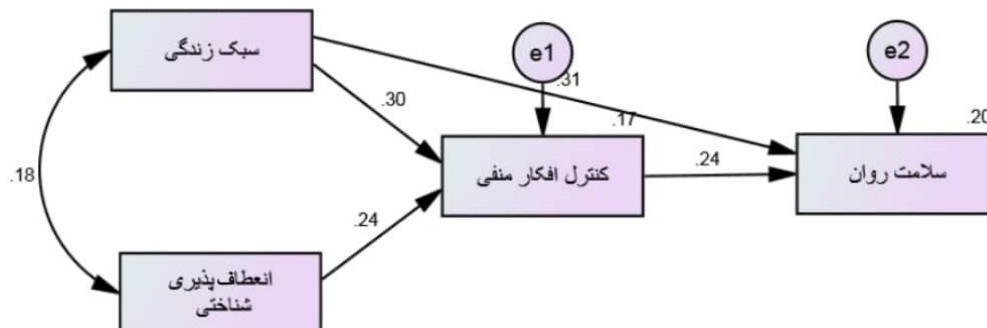 سبک زندگی
e1
e2
.31
.30
.17
.20
کنترل افکار منفی
.24
سلامت روان
.18
.24
انعطاف‌پذیری
شناختی